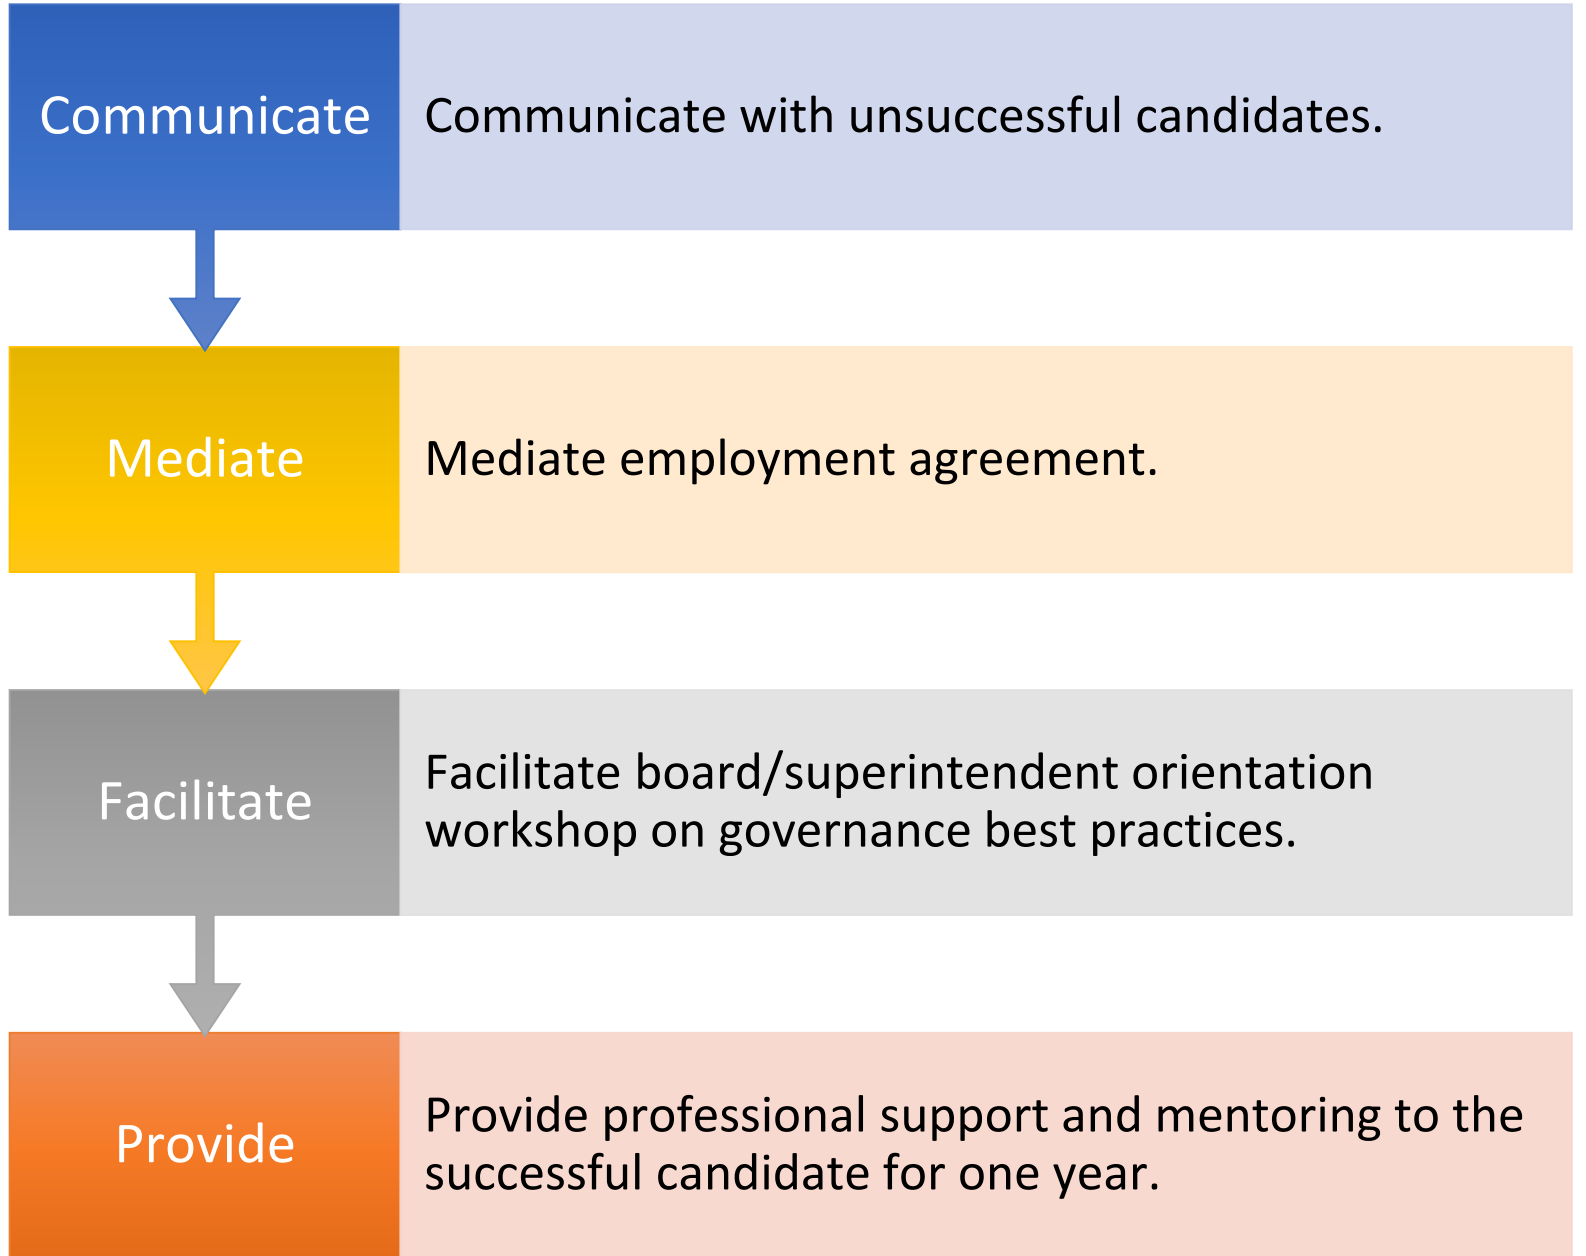 Communicate
Communicate with unsuccessful candidates.
Mediate
Mediate employment agreement.
Facilitate
Facilitate board/superintendent orientation
workshop on governance best practices.
Provide
Provide professional support and mentoring to the
successful candidate for one year.